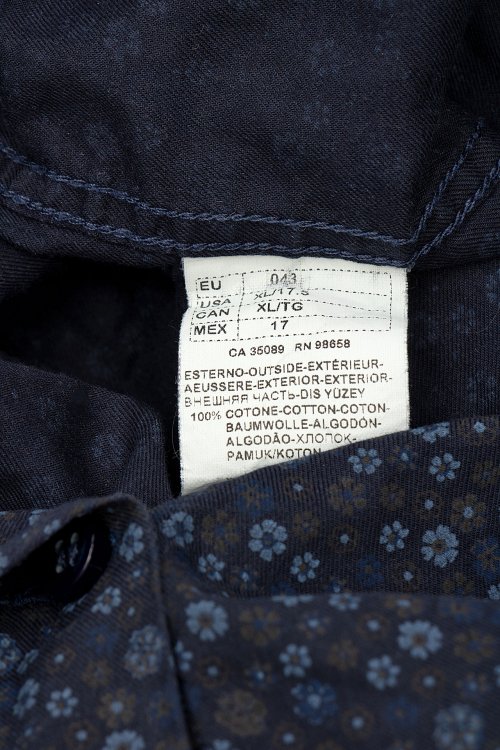 EU 043
USA XL/17.5
CAN XL/TG
MEX 17
CA 35089 RN 98658
ESTERNO-OUTSIDE-EXTÉRIEUR-
AEUSSERE-EXTERIOR-EXTERIOR-
ВНЕШНЯЯ ЧАСТЬ-DIS YÜZEY
100% COTONE-COTTON-COTON-
BAUMWOLLE-ALGODÓN-
ALGODÃO-ХЛОПОК-
PAMUK/KOTON